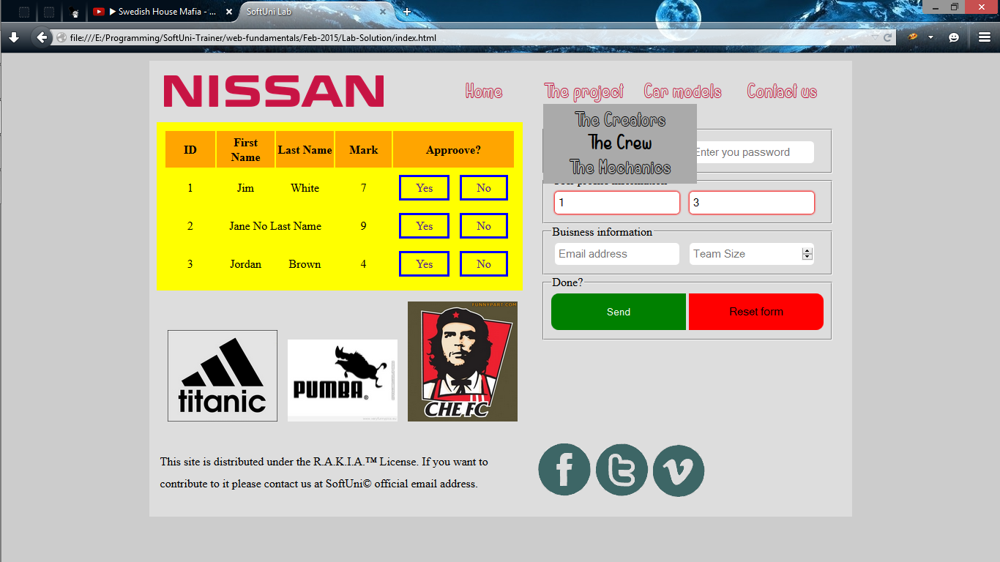 ▶ Swedish House Mafia - ...
SoftUni Lab
file:///E:/Programming/SoftUni-Trainer/web-fundamentals/Feb-2015/Lab-Solution/index.html
NISSAN
Home
The project
Car models
Contact us
The Creators
The Crew
The Mechanics
ID
First Name
Last Name
Mark
Approove?
1 Jim White 7 Yes No
2 Jane No Last Name 9 Yes No
3 Jordan Brown 4 Yes No
Enter you password
1
3
Buisness information
Email address
Team Size
Done?
Send
Reset form
titanic
PUMBA®
FUNNYPART.COM
CHE FC
This site is distributed under the R.A.K.I.A.™ License. If you want to
contribute to it please contact us at SoftUni© official email address.